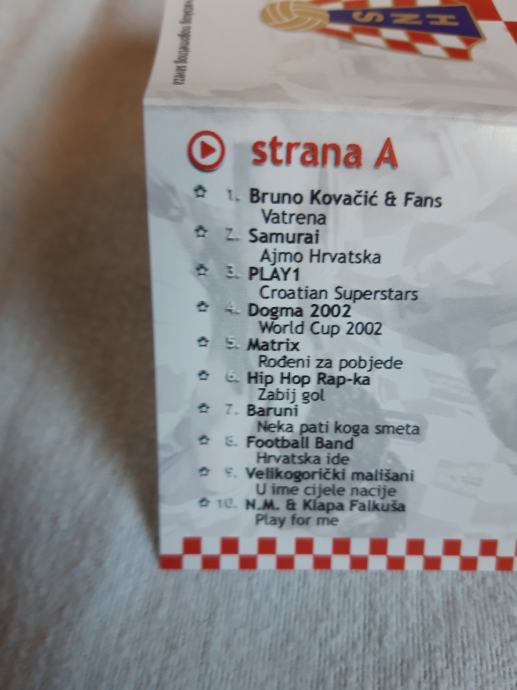 HNS
strana A
1. Bruno Kovačić & Fans
Vatrena
2. Samurai
Ajmo Hrvatska
3. PLAY1
Croatian Superstars
4. Dogma 2002
World Cup 2002
5. Matrix
Rođeni za pobjede
6. Hip Hop Rap-ka
Zabij gol
7. Baruni
Neka pati koga smeta
8. Football Band
Hrvatska ide
9. Velikogorički mališani
U ime cijele nacije
10. N.M. & Klapa Falkuša
Play for me